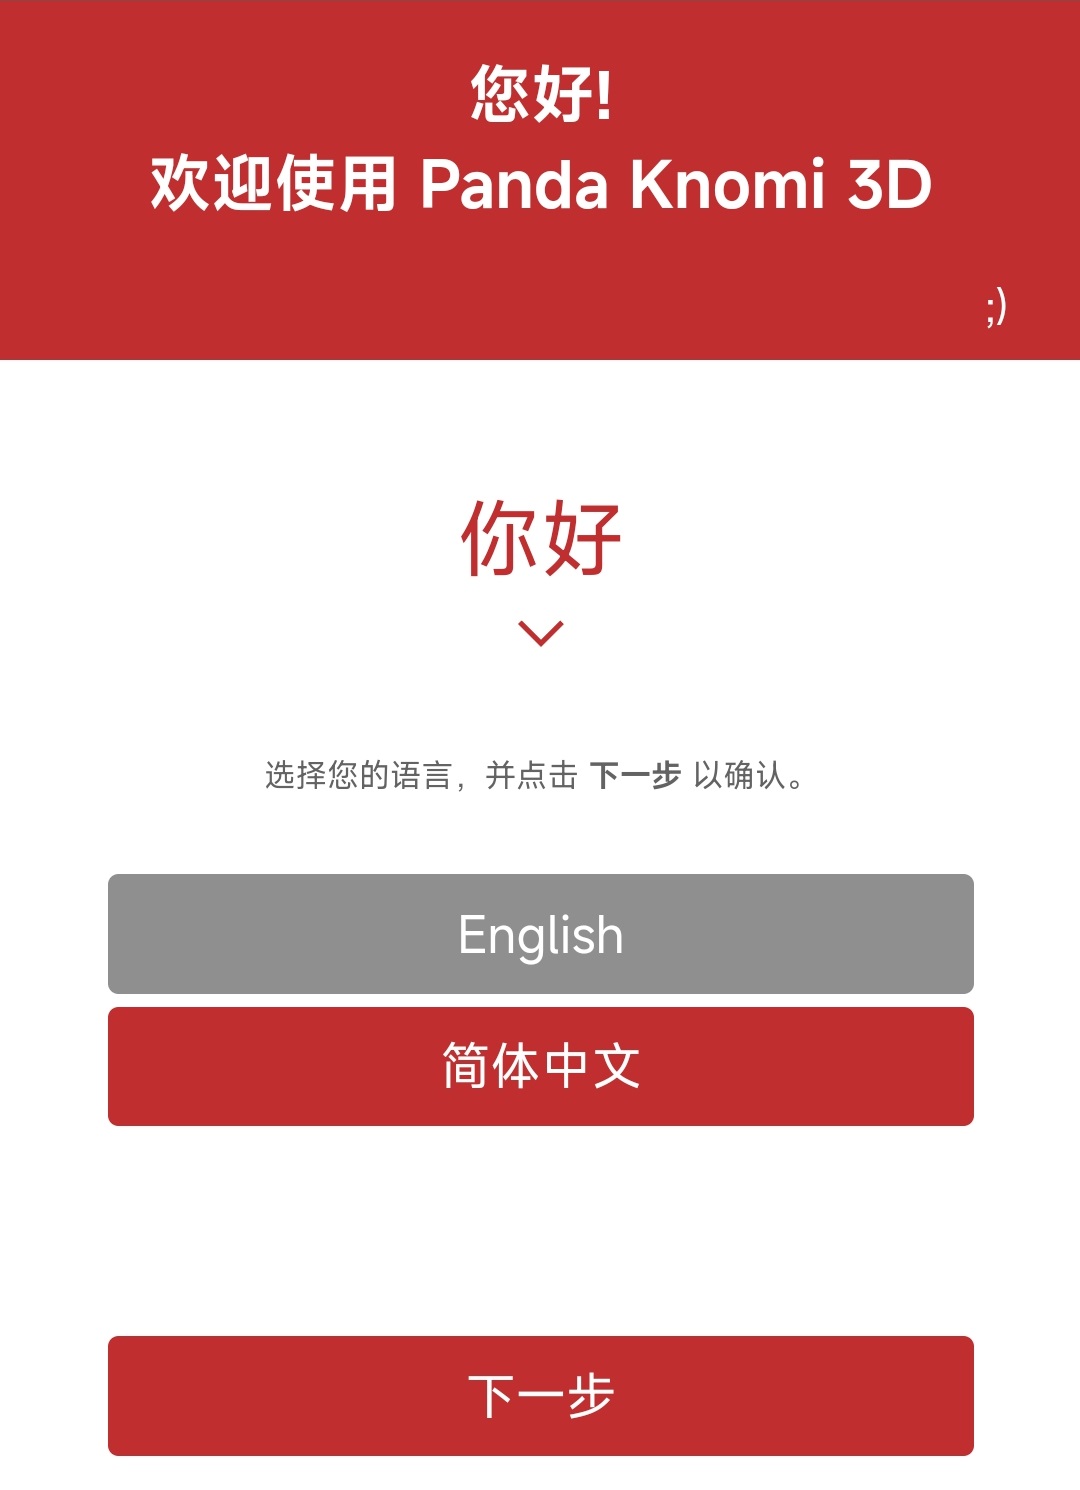 您好!
欢迎使用 Panda Knomi 3D
;)
你好
选择您的语言，并点击 下一步 以确认。
English
简体中文
下一步